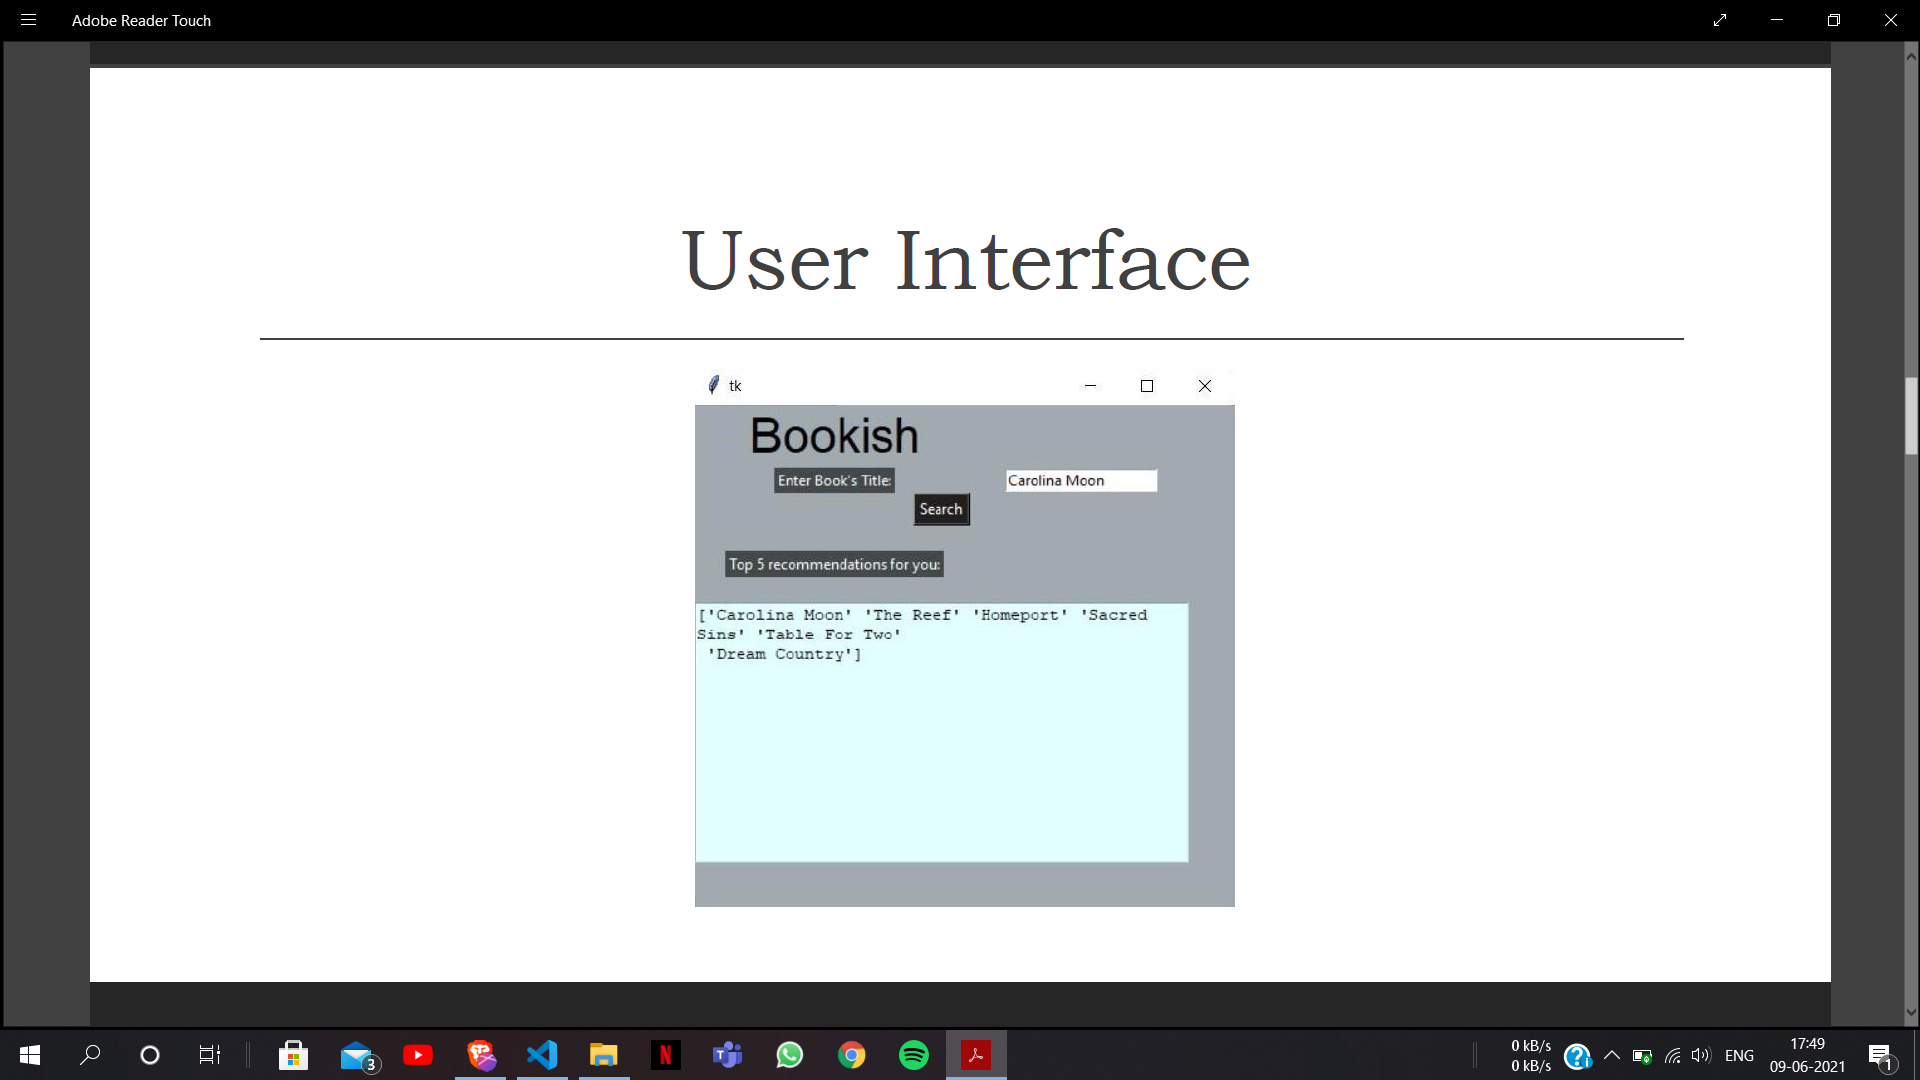 Adobe Reader Touch
User Interface
tk
Bookish
Enter Book's Title:
Carolina Moon
Search
Top 5 recommendations for you:
['Carolina Moon' 'The Reef' 'Homeport' 'Sacred
Sins' 'Table For Two'
'Dream Country']
3
0 kB/s
0 kB/s
ENG
17:49
09-06-2021
1